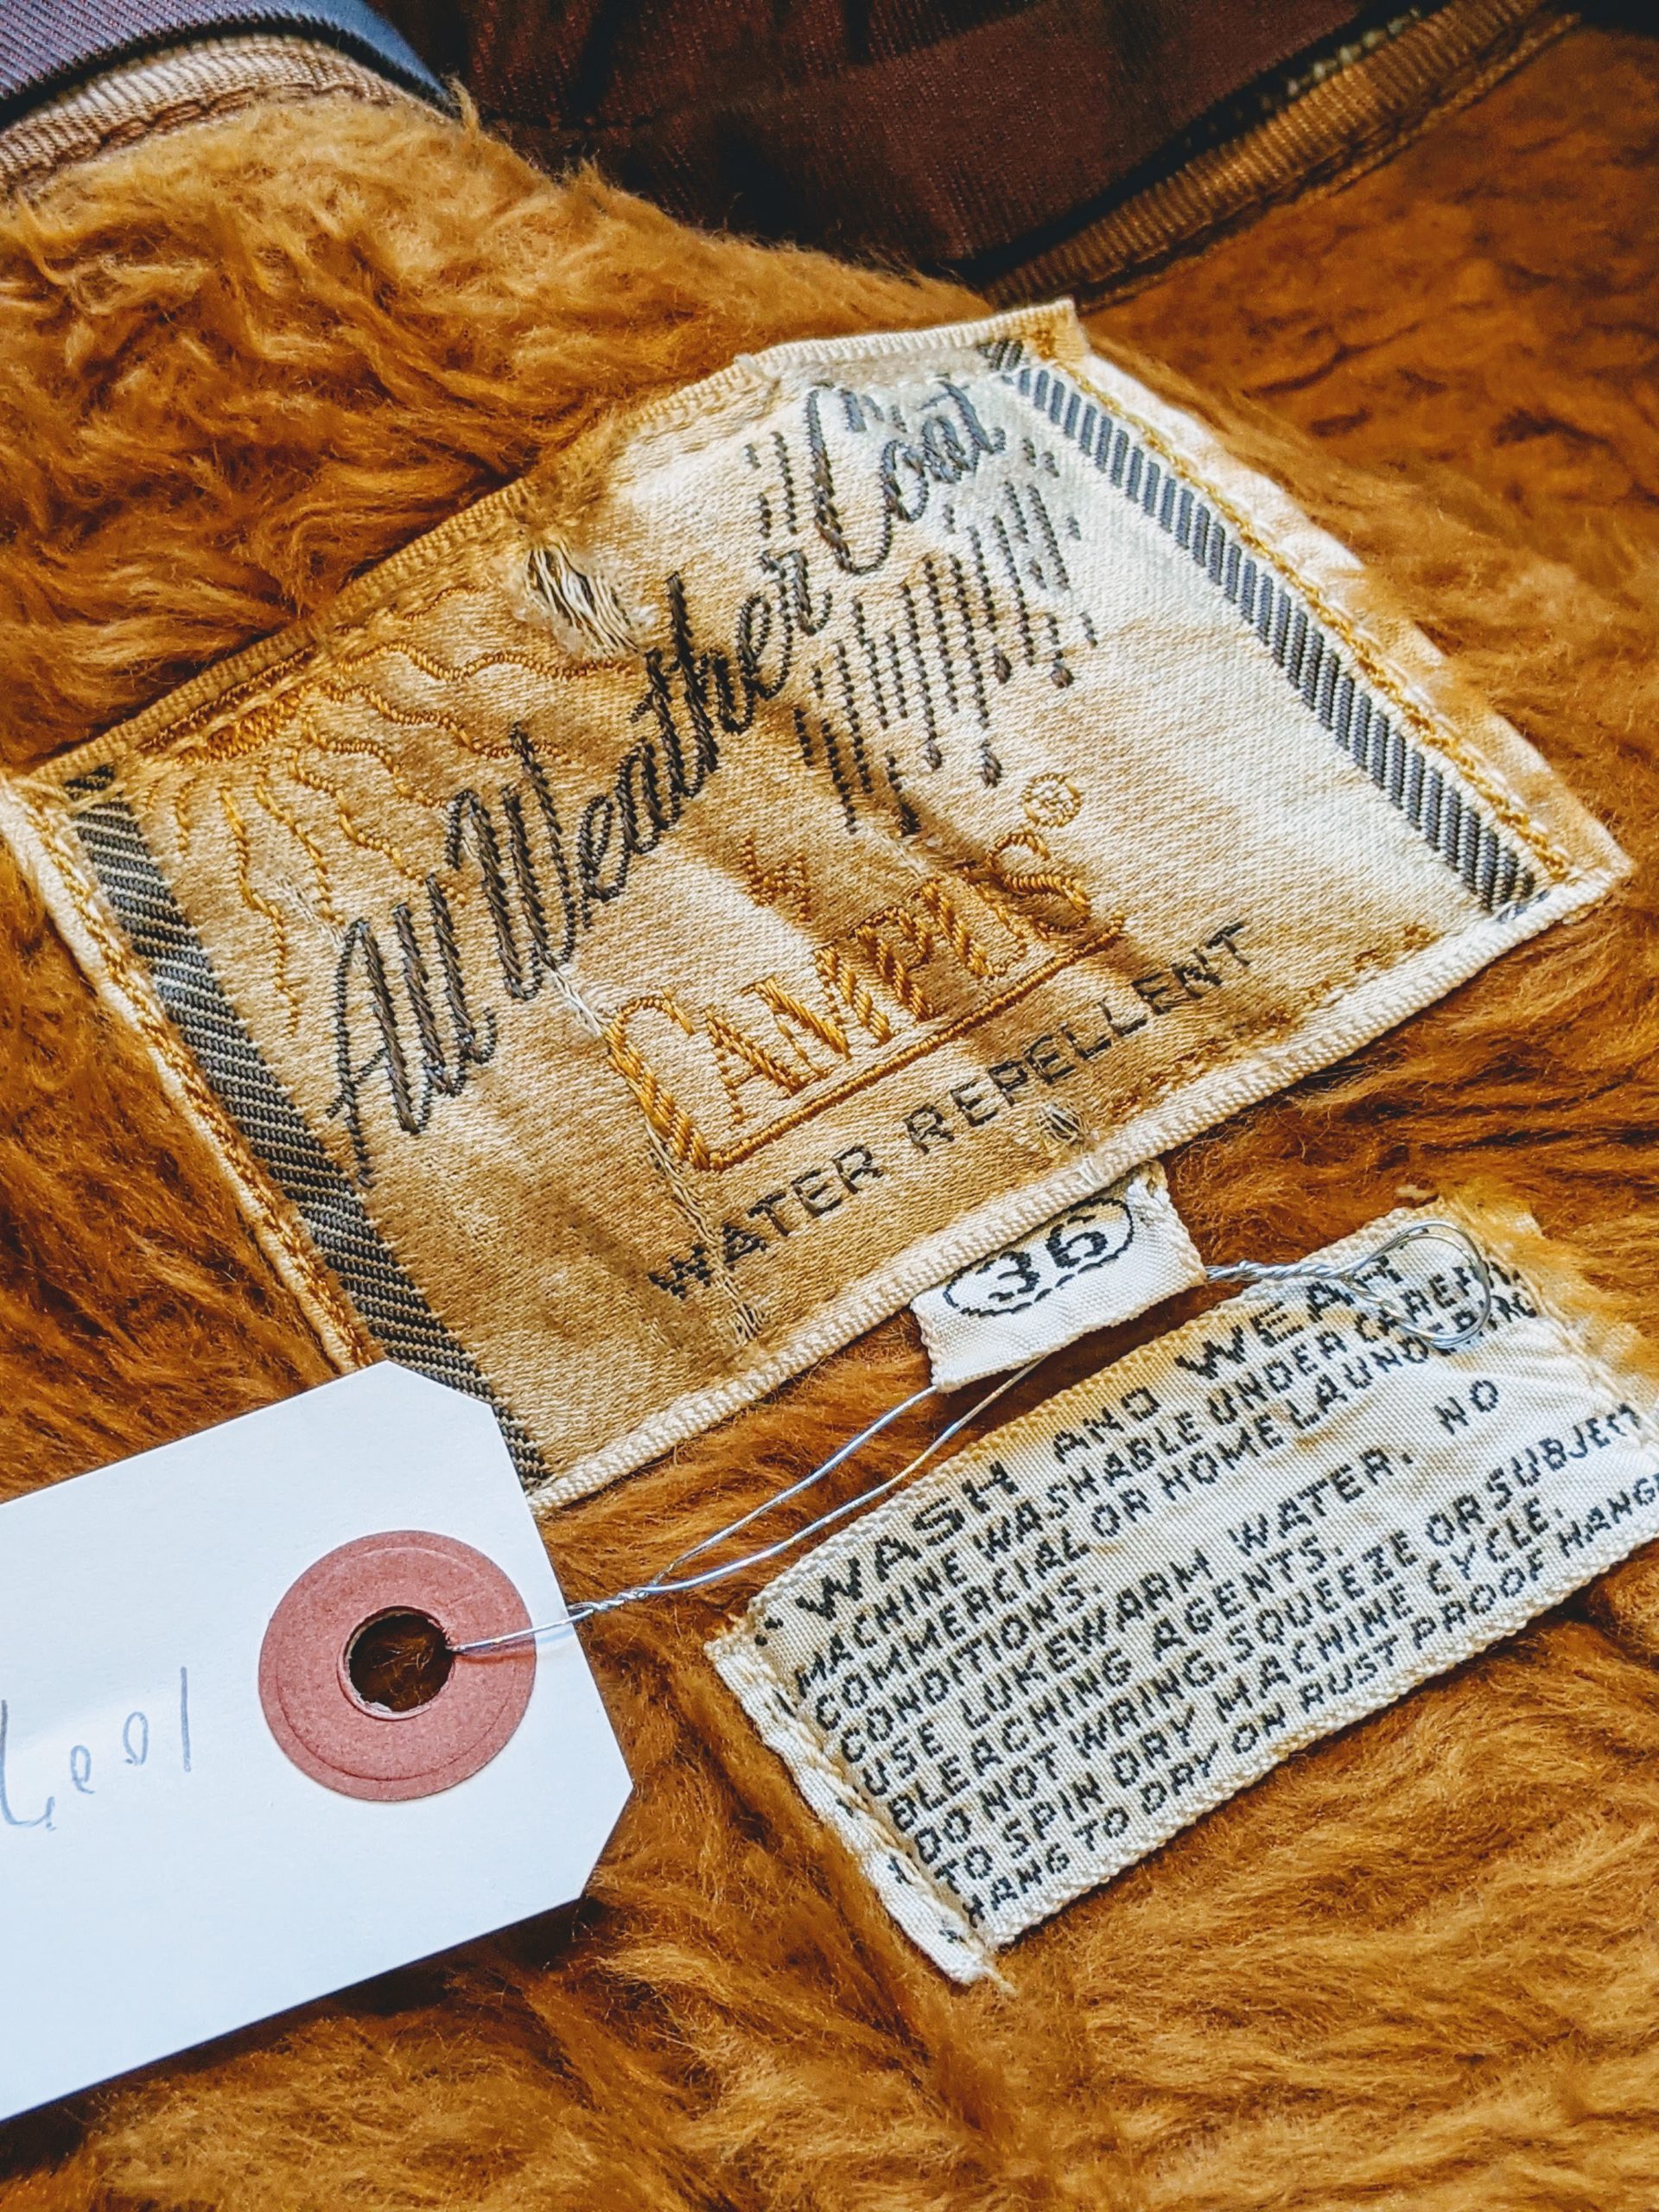 All Weather Coat
by
CAMPUS®
WATER REPELLENT
36
WASH AND WEAR
MACHINE WASHABLE UNDER
COMMERCIAL OR HOME LAUNDERING
CONDITIONS
USE LUKEWARM WATER. NO
BLEACHING AGENTS.
DO NOT WRING, SQUEEZE OR SUBJECT
TO SPIN DRY MACHINE CYCLE.
HANG TO DRY ON RUST PROOF HANGER